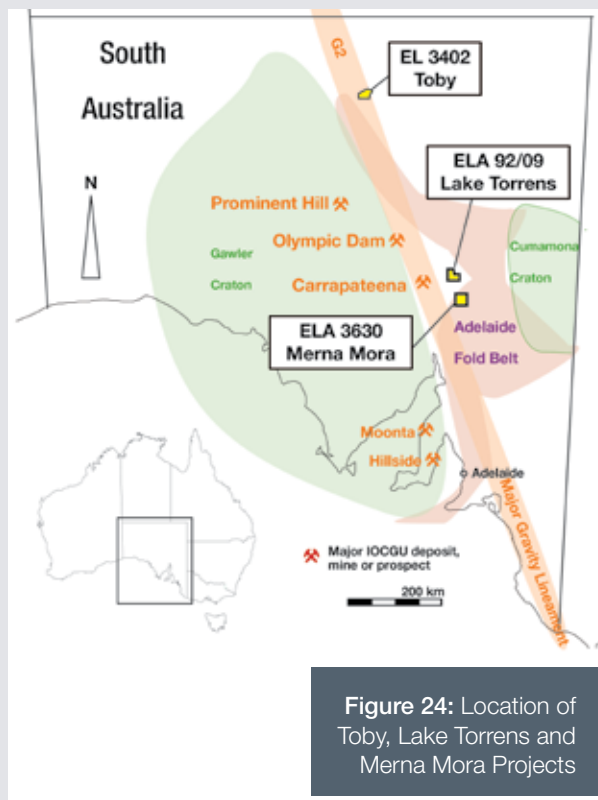 South
Australia
G2
EL 3402
Toby
ELA 92/09
Lake Torrens
N
Prominent Hill
Olympic Dam
Gawler
Craton
Carrapateena
Cumamona
Craton
ELA 3630
Merna Mora
Adelaide
Fold Belt
Moonta
Hillside
Adelaide
Major Gravity Lineament
Major IOCGU deposit,
mine or prospect
200 km
Figure 24: Location of
Toby, Lake Torrens and
Merna Mora Projects